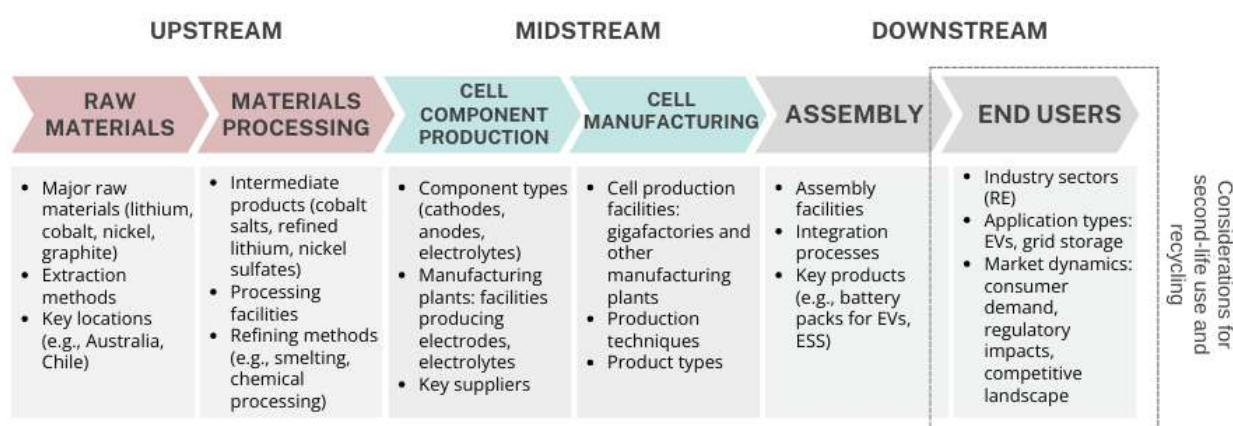 UPSTREAM
MIDSTREAM
DOWNSTREAM
RAW
MATERIALS
MATERIALS
PROCESSING
CELL
COMPONENT
PRODUCTION
CELL
MANUFACTURING
ASSEMBLY
END USERS
• Major raw
materials (lithium,
cobalt, nickel,
graphite)
• Extraction
methods
• Key locations
(e.g., Australia,
Chile)
• Intermediate
products (cobalt
salts, refined
lithium, nickel
sulfates)
• Processing
facilities
• Refining methods
(e.g., smelting,
chemical
processing)
• Component types
(cathodes,
anodes,
electrolytes)
• Manufacturing
plants: facilities
producing
electrodes,
electrolytes
• Key suppliers
• Cell production
facilities:
gigafactories and
other
manufacturing
plants
• Production
techniques
• Product types
• Assembly
facilities
• Integration
processes
• Key products
(e.g., battery
packs for EVs,
ESS)
• Industry sectors
(RE)
• Application types:
EVs, grid storage
• Market dynamics:
consumer
demand,
regulatory
impacts,
competitive
landscape
Considerations for
second-life use and
recycling